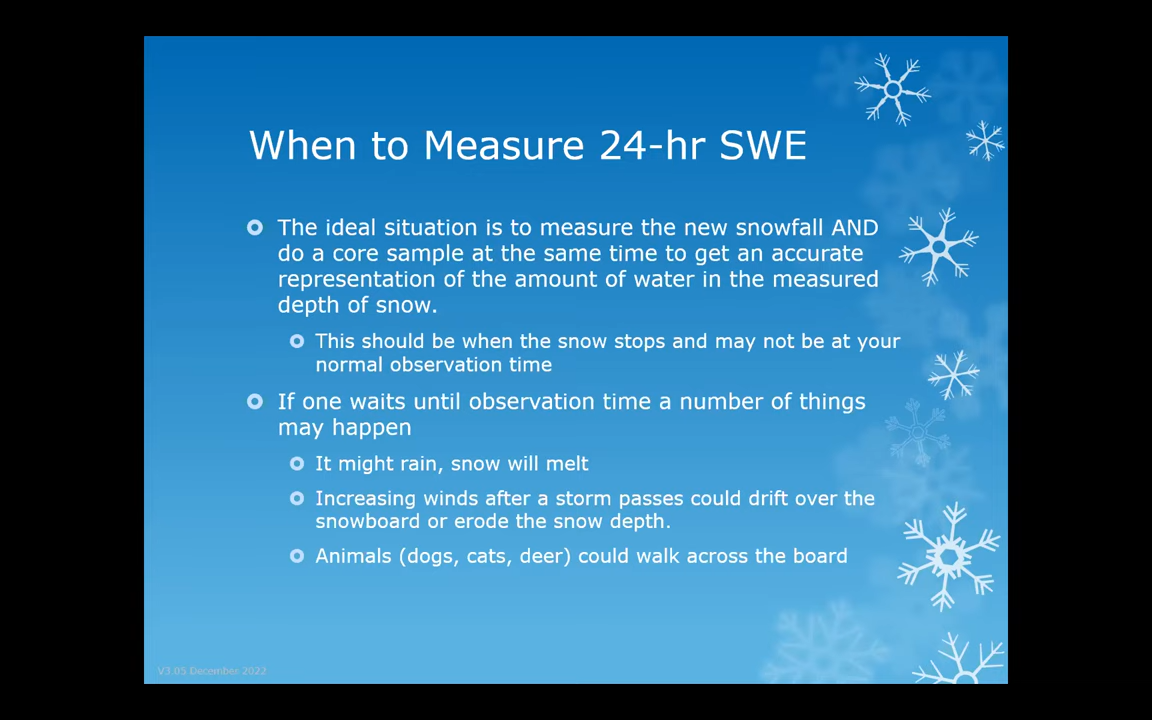 When to Measure 24-hr SWE
The ideal situation is to measure the new snowfall AND
do a core sample at the same time to get an accurate
representation of the amount of water in the measured
depth of snow.
This should be when the snow stops and may not be at your
normal observation time
If one waits until observation time a number of things
may happen
It might rain, snow will melt
Increasing winds after a storm passes could drift over the
snowboard or erode the snow depth.
Animals (dogs, cats, deer) could walk across the board
V3.05 December 2022